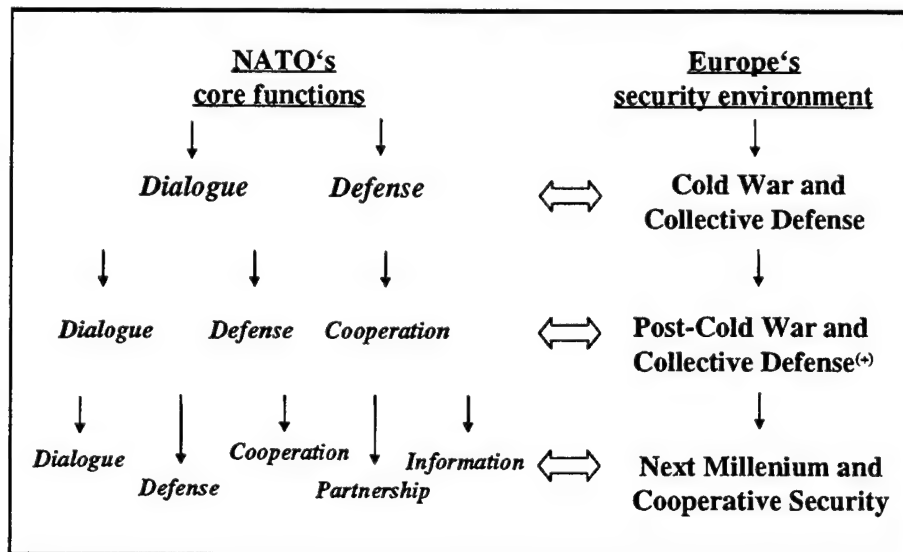 NATO‘s
core functions
Europe‘s
security environment
Dialogue
Defense
Cold War and
Collective Defense
Dialogue
Defense
Cooperation
Post-Cold War and
Collective Defense(+)
Dialogue
Defense
Cooperation
Partnership
Information
Next Millenium and
Cooperative Security